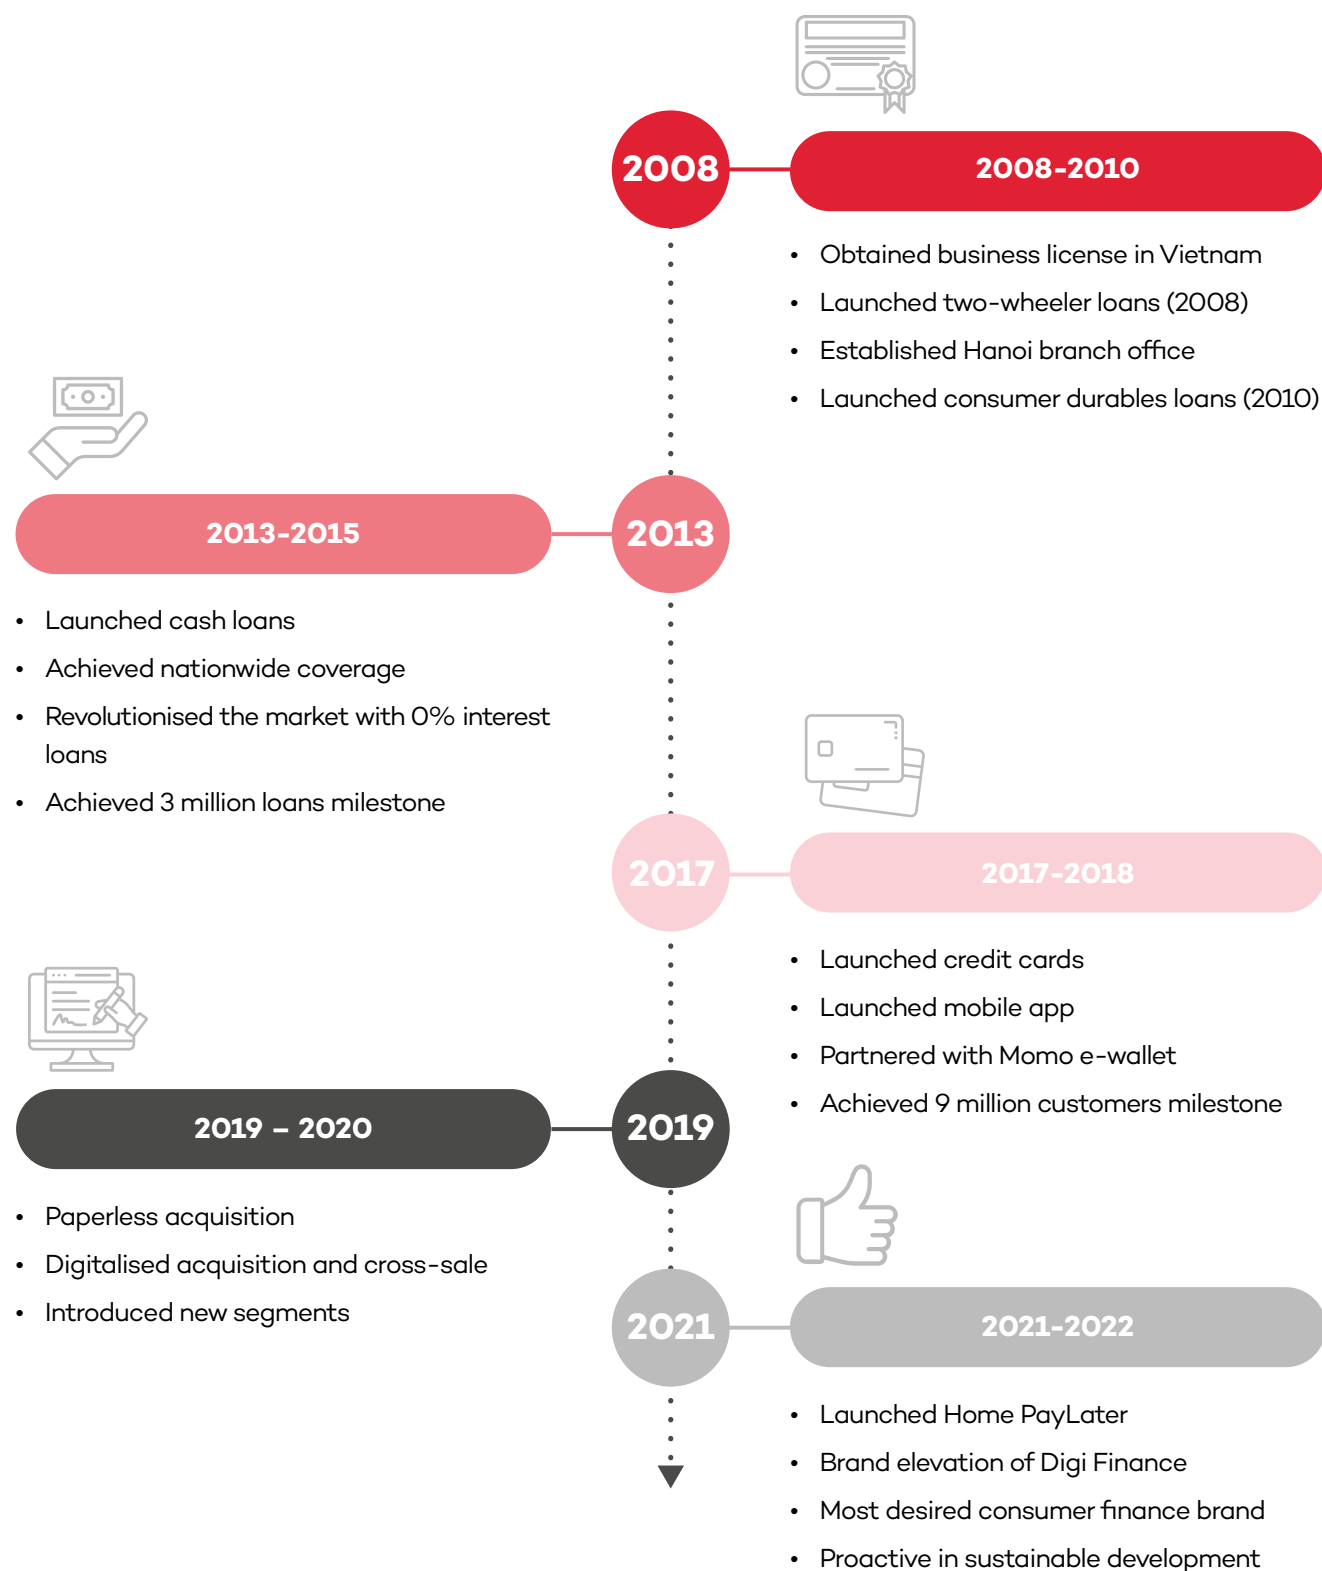 2008
2008-2010
• Obtained business license in Vietnam
• Launched two-wheeler loans (2008)
• Established Hanoi branch office
• Launched consumer durables loans (2010)
2013-2015
2013
• Launched cash loans
• Achieved nationwide coverage
• Revolutionised the market with 0% interest
loans
• Achieved 3 million loans milestone
2017
2017-2018
• Launched credit cards
• Launched mobile app
• Partnered with Momo e-wallet
• Achieved 9 million customers milestone
2019 – 2020
2019
• Paperless acquisition
• Digitalised acquisition and cross-sale
• Introduced new segments
2021
2021-2022
• Launched Home PayLater
• Brand elevation of Digi Finance
• Most desired consumer finance brand
• Proactive in sustainable development